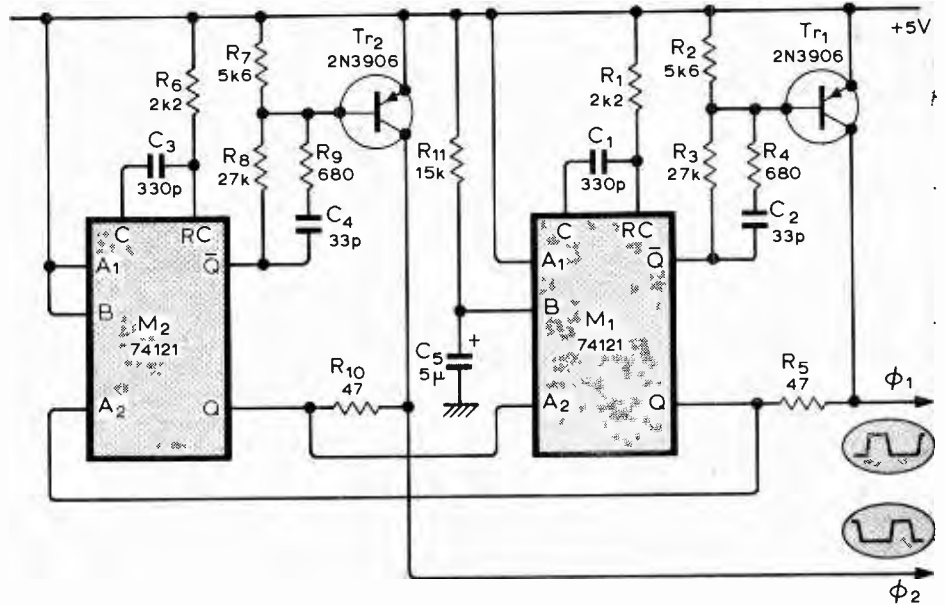 +5V
R6
2k2
R7
5k6
Tr2
2N3906
R11
15k
R1
2k2
R2
5k6
Tr1
2N3906
C3
330p
R8
27k
R9
680
C4
33p
C1
330p
R3
27k
R4
680
C2
33p
C
RC
A1
B
A2
Q̅
Q
M2
74121
R10
47
C5
5µ
+
C
RC
A1
B
A2
Q̅
Q
M1
74121
R5
47
ϕ1
ϕ2